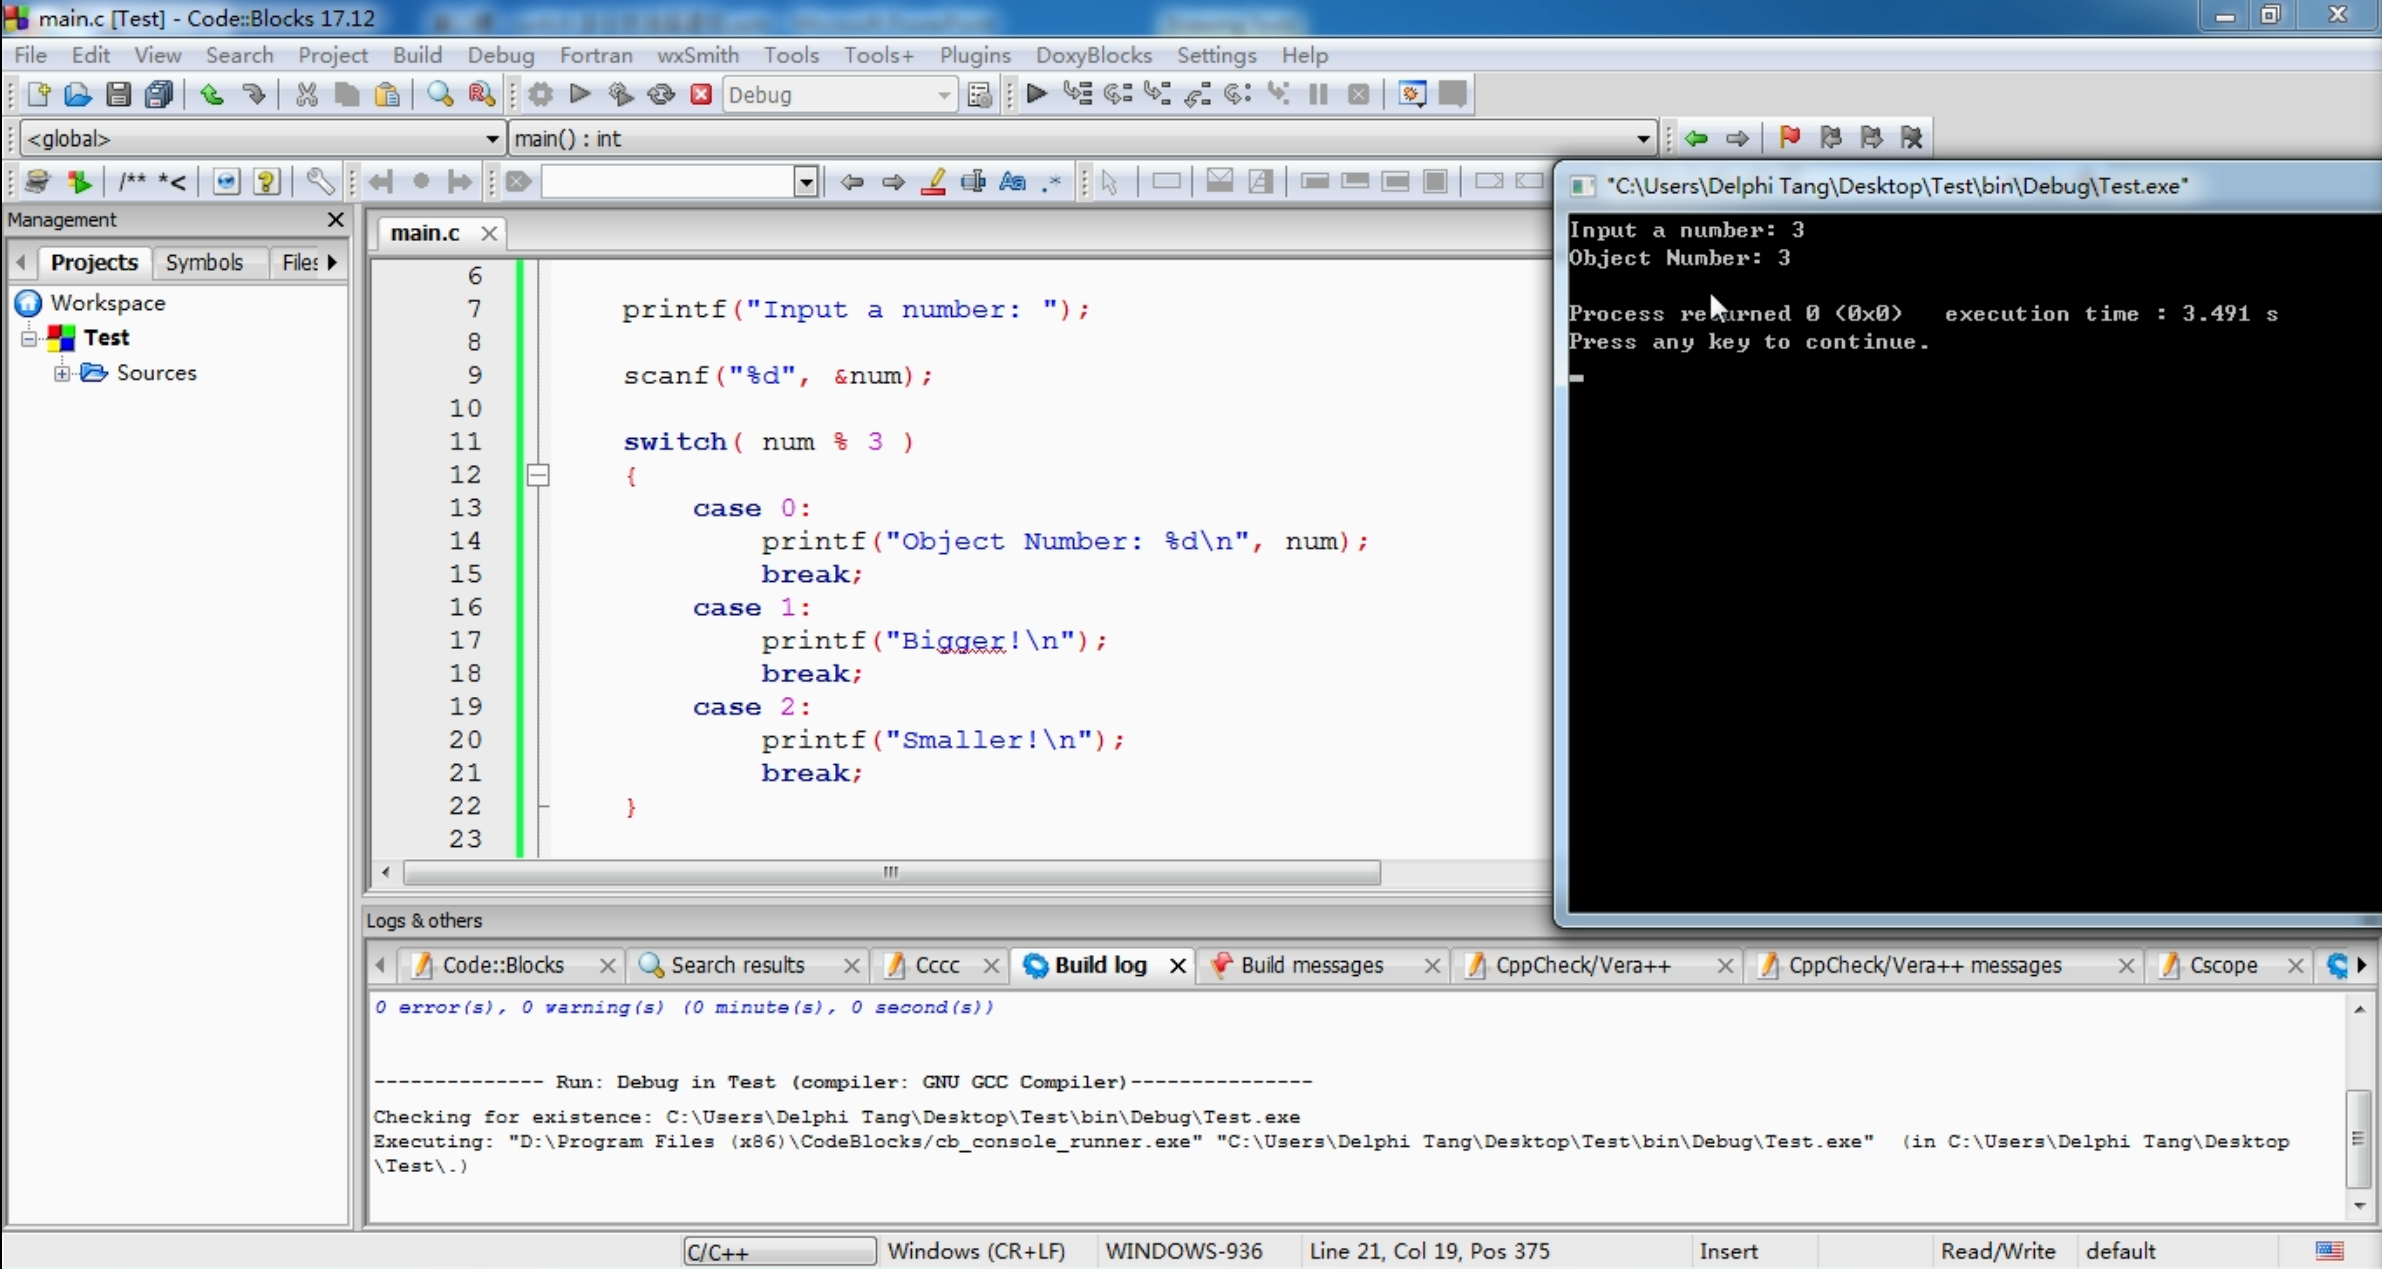 main.c [Test] - Code::Blocks 17.12
File Edit View Search Project Build Debug Fortran wxSmith Tools Tools+ Plugins DoxyBlocks Settings Help
Debug
<global> main() : int
/** *<
Management
Projects Symbols Files
Workspace
Test
Sources
main.c
6
7 printf("Input a number: ");
8
9 scanf("%d", &num);
10
11 switch( num % 3 )
12 {
13 case 0:
14 printf("Object Number: %d\n", num);
15 break;
16 case 1:
17 printf("Bigger!\n");
18 break;
19 case 2:
20 printf("Smaller!\n");
21 break;
22 }
23
"C:\Users\Delphi Tang\Desktop\Test\bin\Debug\Test.exe"
Input a number: 3
Object Number: 3
Process returned 0 (0x0) execution time : 3.491 s
Press any key to continue.
Logs & others
Code::Blocks Search results Cccc Build log Build messages CppCheck/Vera++ CppCheck/Vera++ messages Cscope
0 error(s), 0 warning(s) (0 minute(s), 0 second(s))
-------------- Run: Debug in Test (compiler: GNU GCC Compiler)---------------
Checking for existence: C:\Users\Delphi Tang\Desktop\Test\bin\Debug\Test.exe
Executing: "D:\Program Files (x86)\CodeBlocks/cb_console_runner.exe" "C:\Users\Delphi Tang\Desktop\Test\bin\Debug\Test.exe" (in C:\Users\Delphi Tang\Desktop
\Test\.)
C/C++ Windows (CR+LF) WINDOWS-936 Line 21, Col 19, Pos 375 Insert Read/Write default